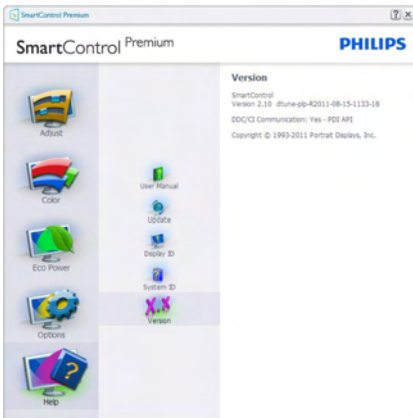 SmartControl Premium
SmartControl Premium
PHILIPS
Adjust
Color
Eco Power
Options
Help
User Manual
Update
Display ID
System ID
X.X
Version
Version
SmartControl
Version 2.10 dtune-plp-R2011-08-15-1133-18
DDC/CI Communication: Yes - PDI API
Copyright © 1993-2011 Portrait Displays, Inc.